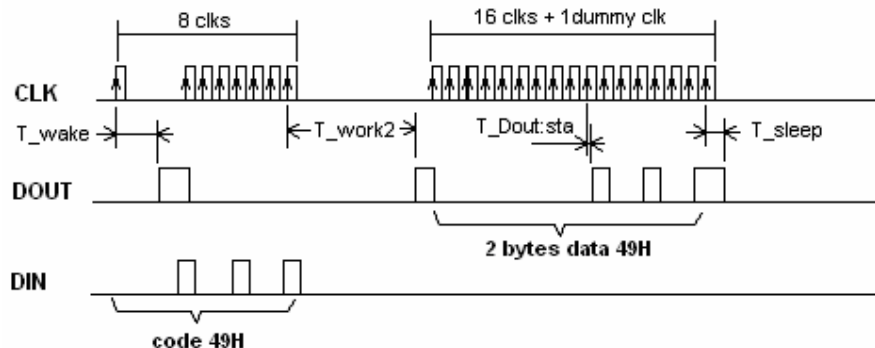 8 clks
16 clks + 1dummy clk
CLK
T_wake
T_work2
T_Dout:sta
T_sleep
DOUT
2 bytes data 49H
DIN
code 49H